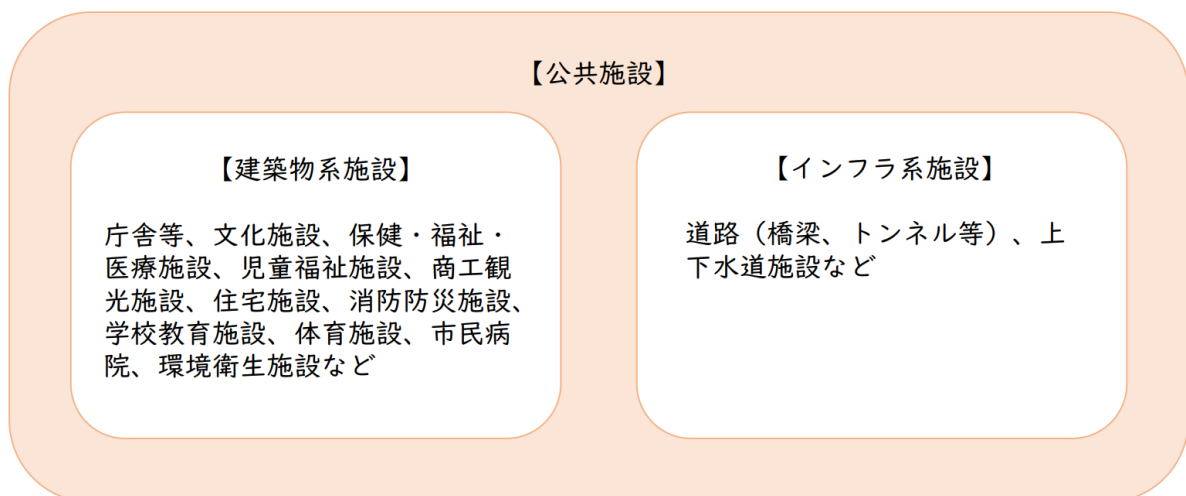 【公共施設】
【建築物系施設】
庁舎等、文化施設、保健・福祉・
医療施設、児童福祉施設、商工観
光施設、住宅施設、消防防災施設、
学校教育施設、体育施設、市民病
院、環境衛生施設など
【インフラ系施設】
道路（橋梁、トンネル等）、上
下水道施設など